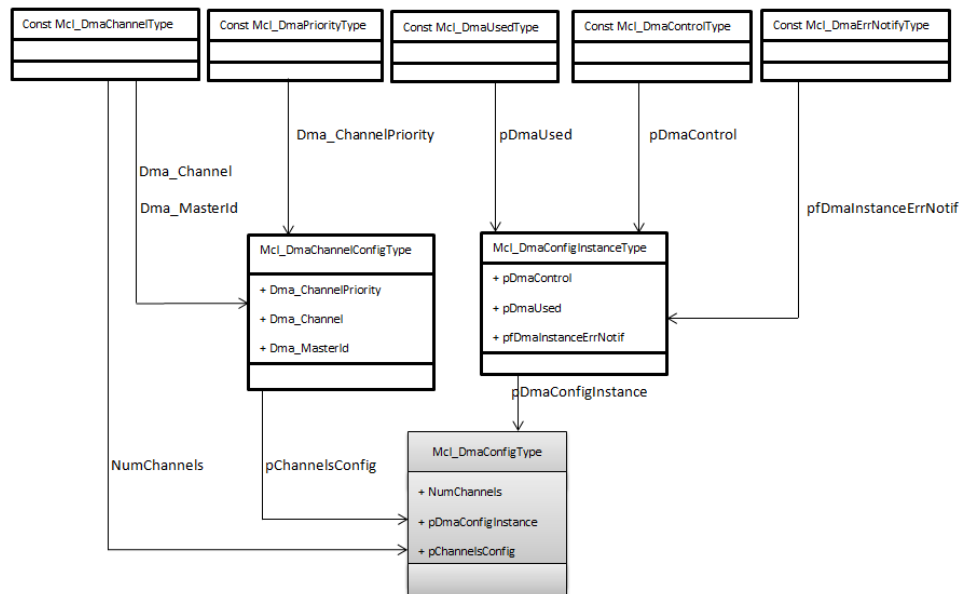 Const Mcl_DmaChannelType
Const Mcl_DmaPriorityType
Const Mcl_DmaUsedType
Const Mcl_DmaControlType
Const Mcl_DmaErrNotifyType
Dma_ChannelPriority
pDmaUsed
pDmaControl
Dma_Channel
Dma_MasterId
pfDmaInstanceErrNotif
Mcl_DmaChannelConfigType
+ Dma_ChannelPriority
+ Dma_Channel
+ Dma_MasterId
Mcl_DmaConfigInstanceType
+ pDmaControl
+ pDmaUsed
+ pfDmaInstanceErrNotif
pDmaConfigInstance
NumChannels
pChannelsConfig
Mcl_DmaConfigType
+ NumChannels
+ pDmaConfigInstance
+ pChannelsConfig